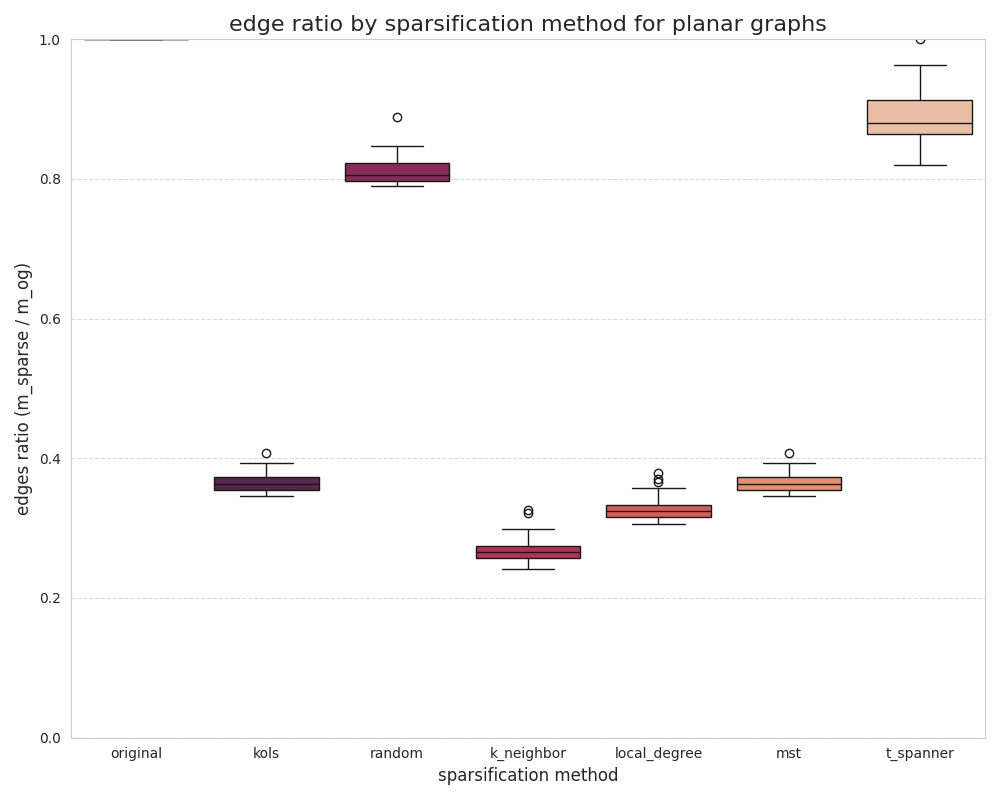 edge ratio by sparsification method for planar graphs
edges ratio (m_sparse / m_og)
1.0
0.8
0.6
0.4
0.2
0.0
original kols random k_neighbor local_degree mst t_spanner
sparsification method